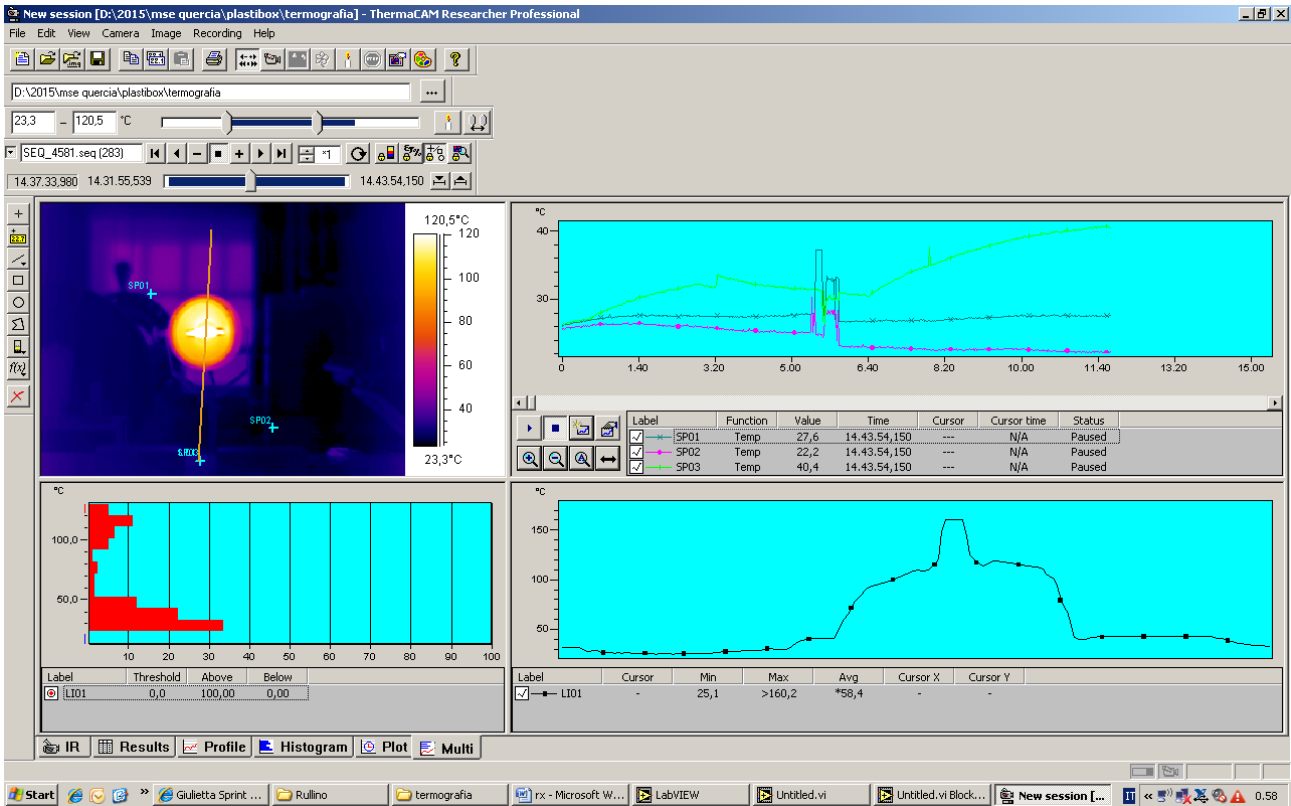 New session [D:\2015\mse quercia\plastibox\termografia] - ThermaCAM Researcher Professional
File Edit View Camera Image Recording Help
D:\2015\mse quercia\plastibox\termografia ...
23,3 – 120,5 °C
SEQ_4581.seq (283) *1
14.37.33,980 14.31.55,539 14.43.54,150
SP01
SP02
SP03
120,5°C
120
100
80
60
40
23,3°C
°C
40
30
0 1.40 3.20 5.00 6.40 8.20 10.00 11.40 13.20 15.00
Label Function Value Time Cursor Cursor time Status
SP01 Temp 27,6 14.43.54,150 --- N/A Paused
SP02 Temp 22,2 14.43.54,150 --- N/A Paused
SP03 Temp 40,4 14.43.54,150 --- N/A Paused
°C
100,0
50,0
10 20 30 40 50 60 70 80 90 100
Label Threshold Above Below
LI01 0,0 100,00 0,00
°C
150
100
50
Label Cursor Min Max Avg Cursor X Cursor Y
LI01 - 25,1 >160,2 *58,4 - -
IR Results Profile Histogram Plot Multi
Start Giulietta Sprint ... Rullino termografia rx - Microsoft W... LabVIEW Untitled.vi Untitled.vi Block... New session [... IT 0.58